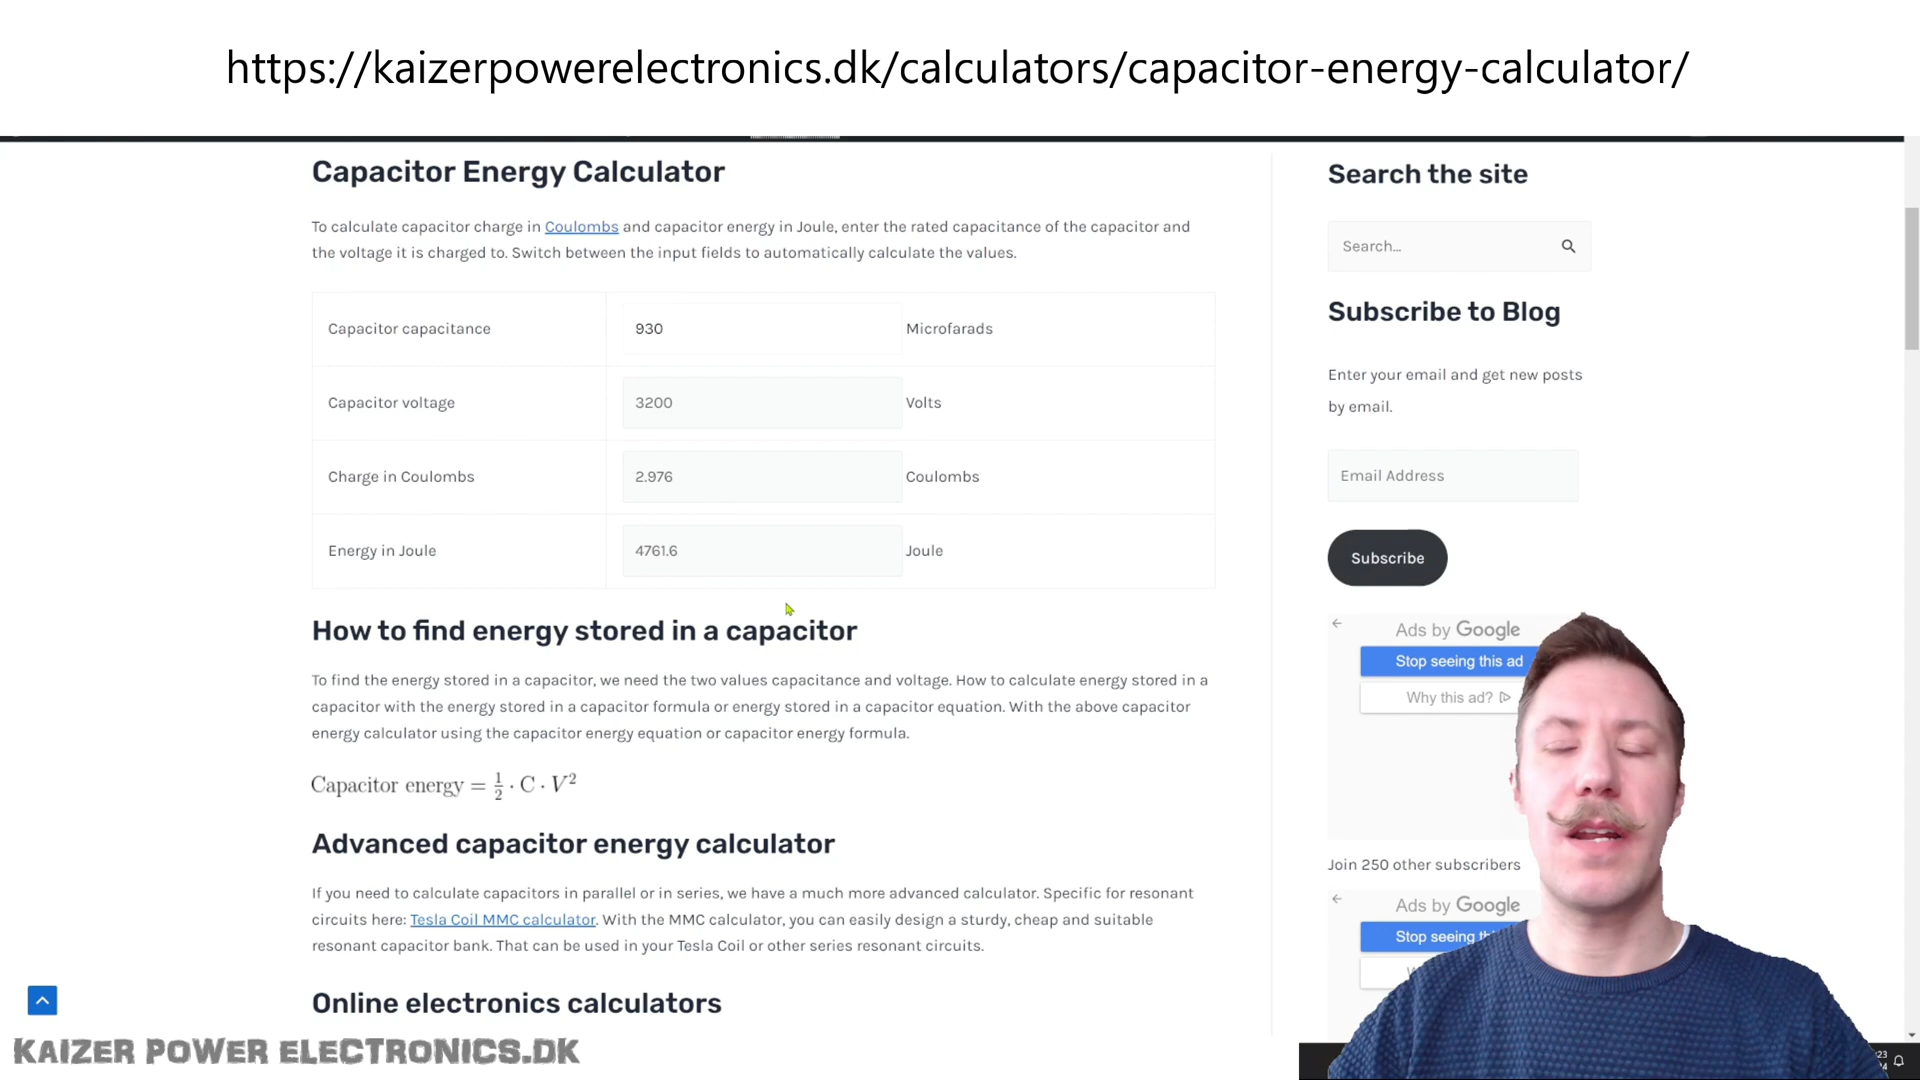 https://kaizerpowerelectronics.dk/calculators/capacitor-energy-calculator/
Capacitor Energy Calculator
To calculate capacitor charge in Coulombs and capacitor energy in Joule, enter the rated capacitance of the capacitor and
the voltage it is charged to. Switch between the input fields to automatically calculate the values.
Capacitor capacitance 930 Microfarads
Capacitor voltage 3200 Volts
Charge in Coulombs 2.976 Coulombs
Energy in Joule 4761.6 Joule
How to find energy stored in a capacitor
To find the energy stored in a capacitor, we need the two values capacitance and voltage. How to calculate energy stored in a
capacitor with the energy stored in a capacitor formula or energy stored in a capacitor equation. With the above capacitor
energy calculator using the capacitor energy equation or capacitor energy formula.
Capacitor energy = 1/2 · C · V²
Advanced capacitor energy calculator
If you need to calculate capacitors in parallel or in series, we have a much more advanced calculator. Specific for resonant
circuits here: Tesla Coil MMC calculator. With the MMC calculator, you can easily design a sturdy, cheap and suitable
resonant capacitor bank. That can be used in your Tesla Coil or other series resonant circuits.
Online electronics calculators
KAIZER POWER ELECTRONICS.DK
Search the site
Search...
Subscribe to Blog
Enter your email and get new posts
by email.
Email Address
Subscribe
Ads by Google
Stop seeing this ad
Why this ad?
Join 250 other subscribers
Ads by Google
Stop seeing